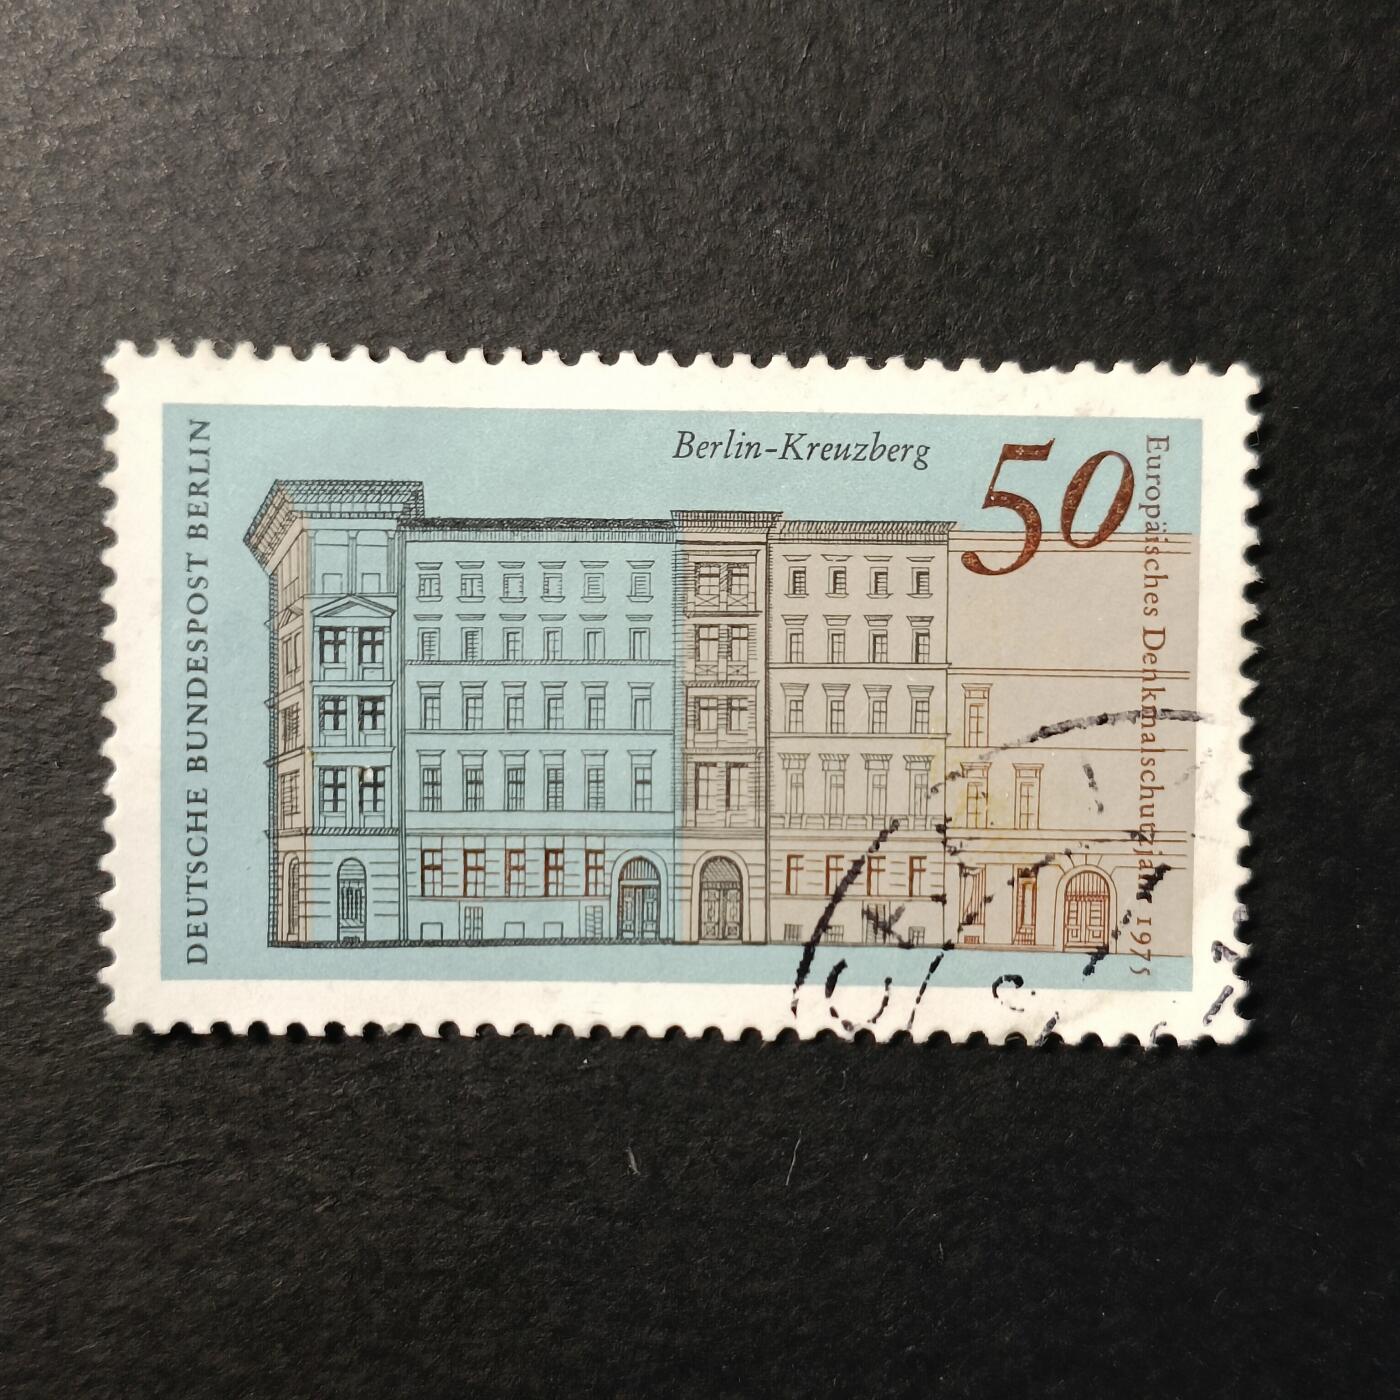 DEUTSCHE BUNDESPOST BERLIN
Berlin-Kreuzberg
50
Europäisches Denkmalschutzjahr 1975